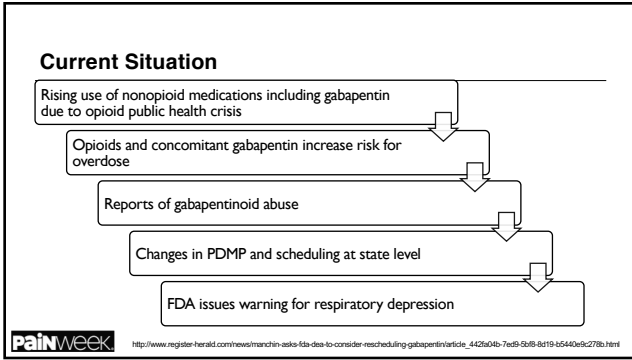 Current Situation
Rising use of nonopioid medications including gabapentin
due to opioid public health crisis
Opioids and concomitant gabapentin increase risk for
overdose
Reports of gabapentinoid abuse
Changes in PDMP and scheduling at state level
FDA issues warning for respiratory depression
PAINWEEK.
http://www.register-herald.com/news/manchin-asks-fda-dea-to-consider-rescheduling-gabapentin/article_442fa04b-7ed9-5bf8-8d19-b5440e9c278b.html